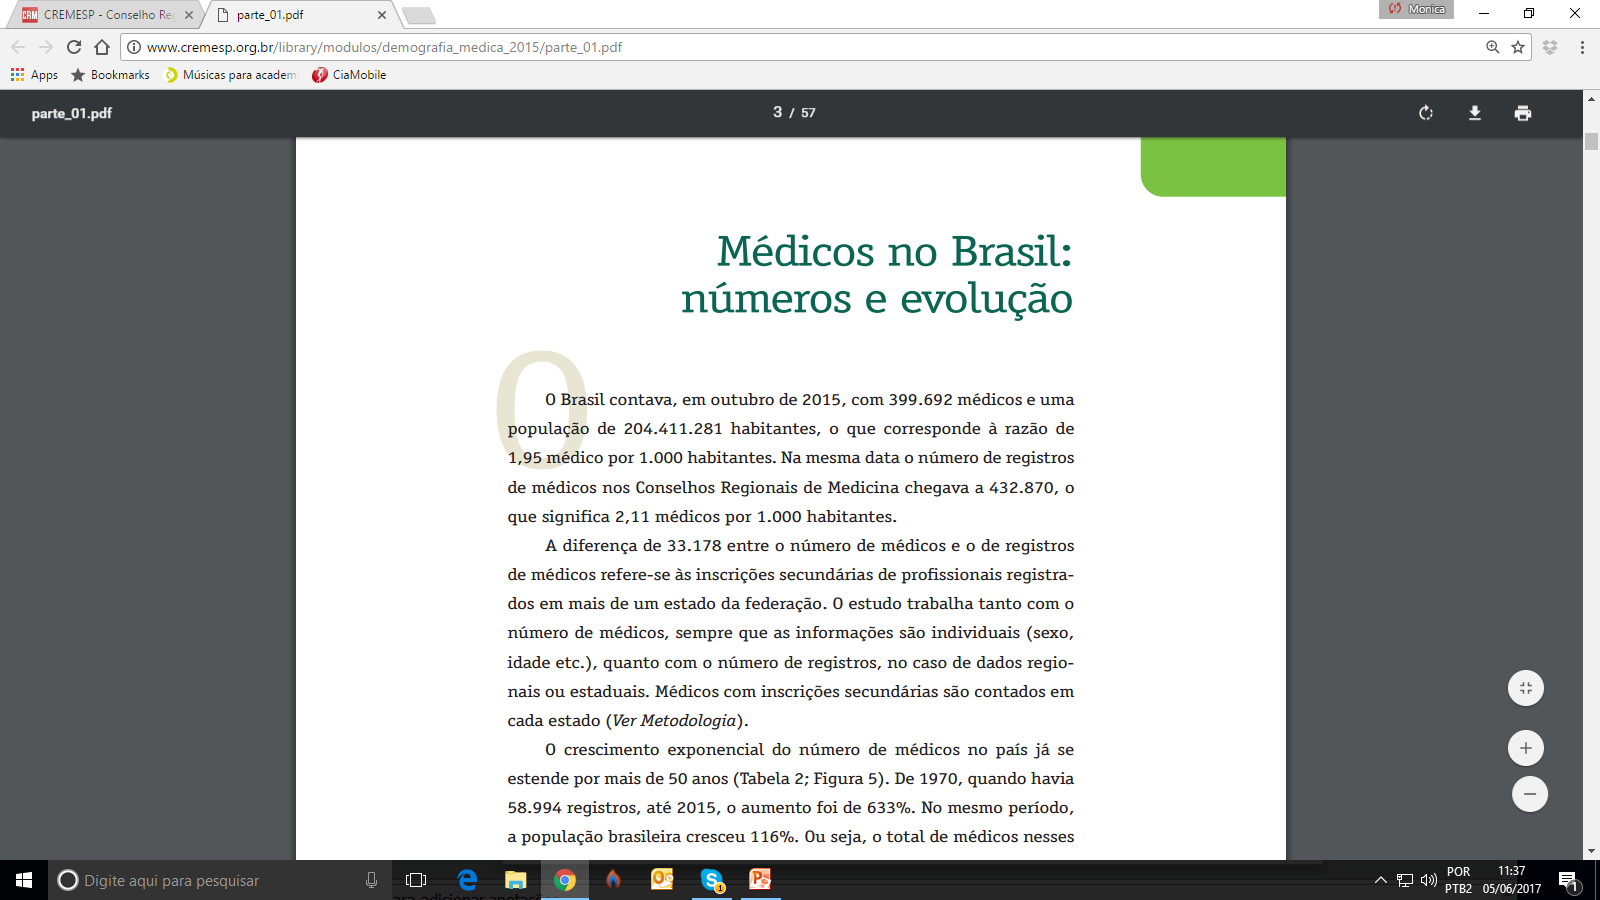 CRM CREMESP - Conselho Reg
parte_01.pdf
Monica
www.cremesp.org.br/library/modulos/demografia_medica_2015/parte_01.pdf
Apps Bookmarks Músicas para academ CiaMobile
parte_01.pdf 3 / 57
Médicos no Brasil:
números e evolução
O
O Brasil contava, em outubro de 2015, com 399.692 médicos e uma
população de 204.411.281 habitantes, o que corresponde à razão de
1,95 médico por 1.000 habitantes. Na mesma data o número de registros
de médicos nos Conselhos Regionais de Medicina chegava a 432.870, o
que significa 2,11 médicos por 1.000 habitantes.
A diferença de 33.178 entre o número de médicos e o de registros
de médicos refere-se às inscrições secundárias de profissionais registra-
dos em mais de um estado da federação. O estudo trabalha tanto com o
número de médicos, sempre que as informações são individuais (sexo,
idade etc.), quanto com o número de registros, no caso de dados regio-
nais ou estaduais. Médicos com inscrições secundárias são contados em
cada estado (Ver Metodologia).
O crescimento exponencial do número de médicos no país já se
estende por mais de 50 anos (Tabela 2; Figura 5). De 1970, quando havia
58.994 registros, até 2015, o aumento foi de 633%. No mesmo período,
a população brasileira cresceu 116%. Ou seja, o total de médicos nesses
Digite aqui para pesquisar
1
POR 11:37
PTB2 05/06/2017
1